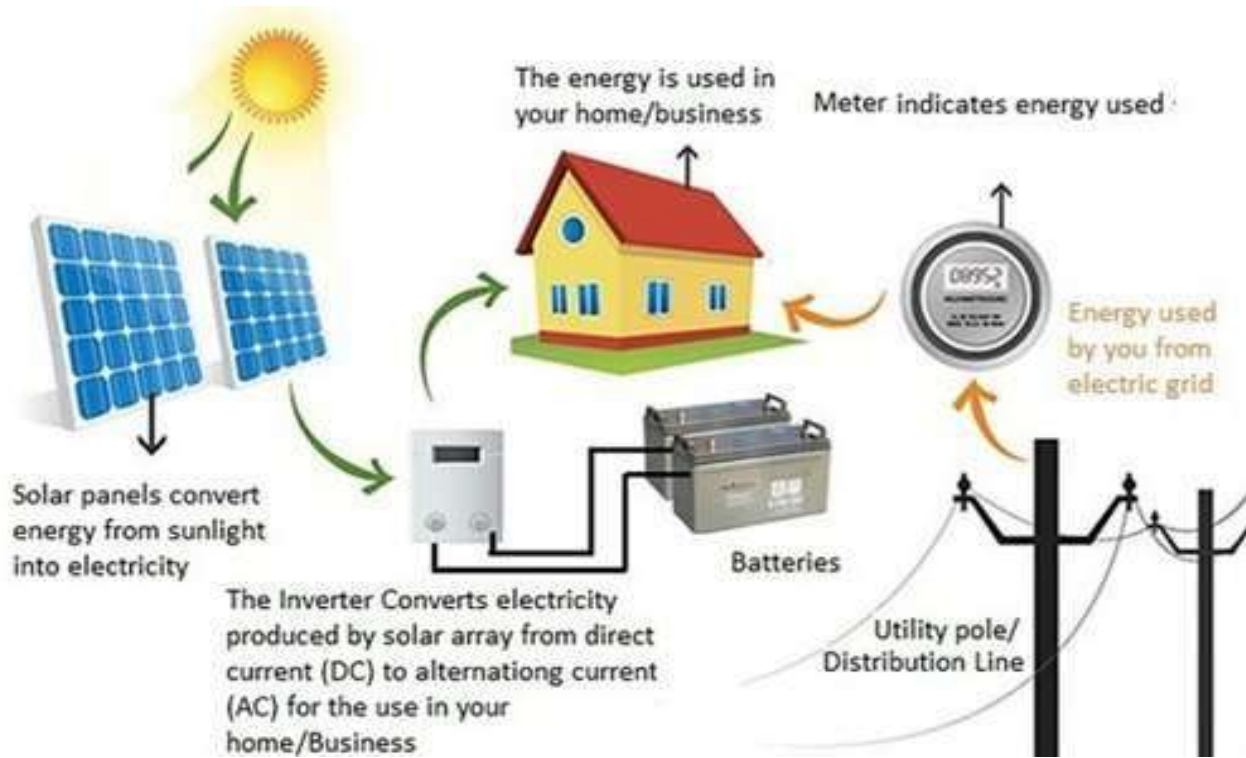 The energy is used in
your home/business
Meter indicates energy used
08952
Energy used
by you from
electric grid
Solar panels convert
energy from sunlight
into electricity
Batteries
The Inverter Converts electricity
produced by solar array from direct
current (DC) to alternationg current
(AC) for the use in your
home/Business
Utility pole/
Distribution Line